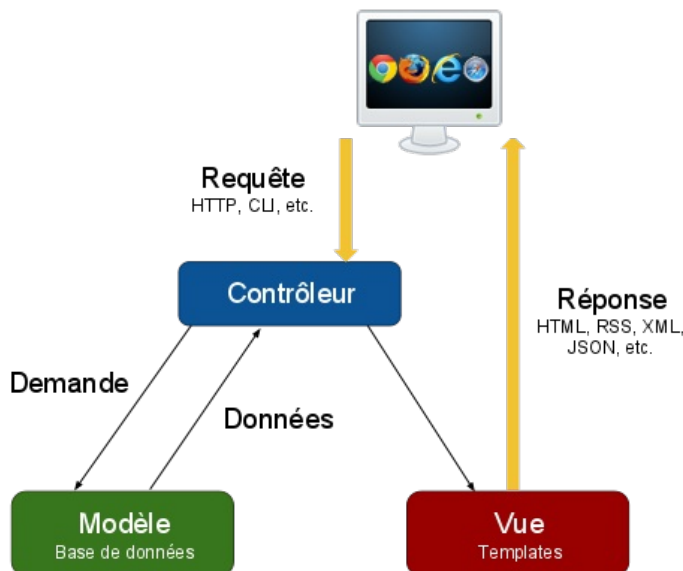 Requête
HTTP, CLI, etc.
Contrôleur
Réponse
HTML, RSS, XML,
JSON, etc.
Demande
Données
Modèle
Base de données
Vue
Templates